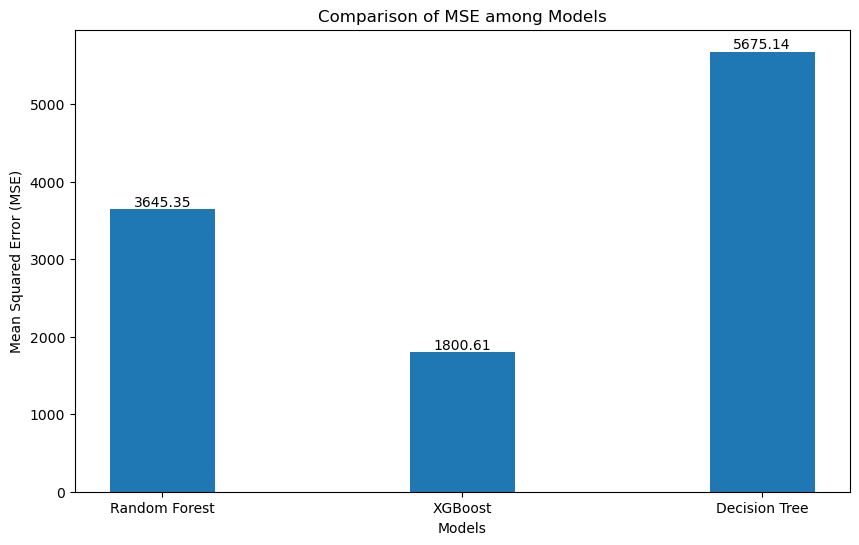 Comparison of MSE among Models
5675.14
5000
4000
3645.35
3000
2000
1800.61
1000
0
Mean Squared Error (MSE)
Random Forest
XGBoost
Decision Tree
Models